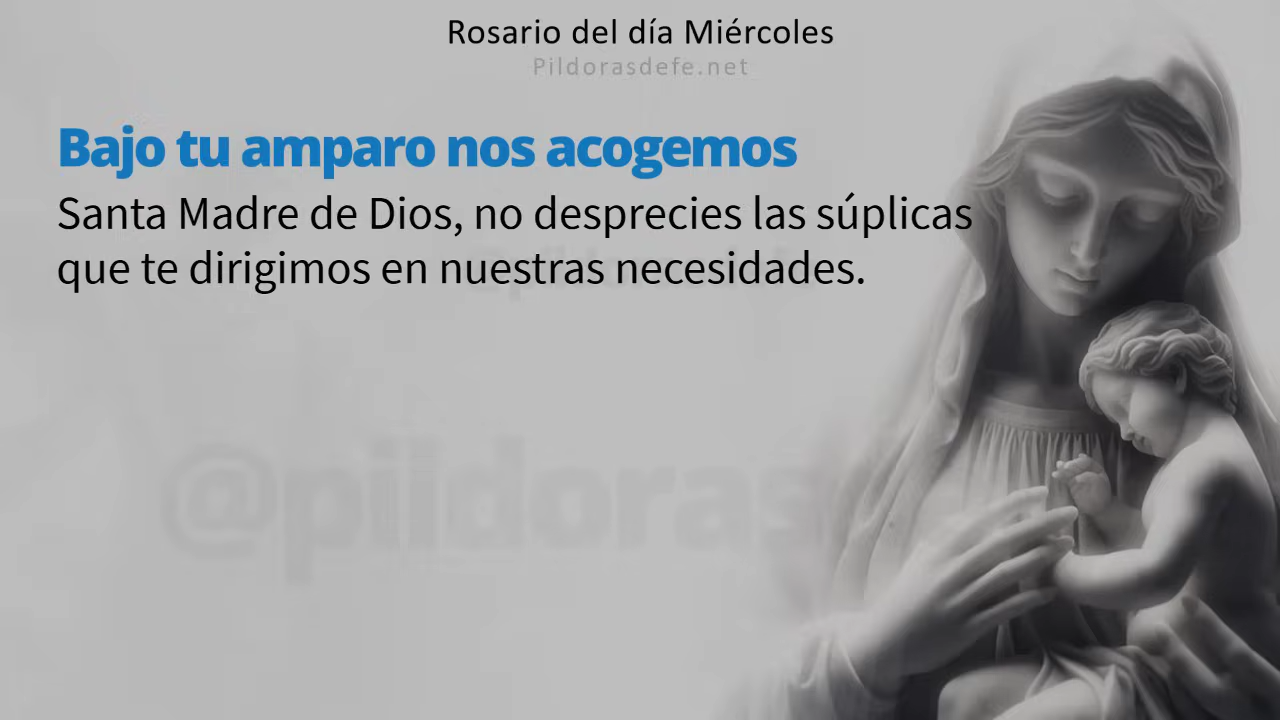 Rosario del día Miércoles
Pildorasdefe.net
Bajo tu amparo nos acogemos
Santa Madre de Dios, no desprecies las súplicas
que te dirigimos en nuestras necesidades.
@pildoras